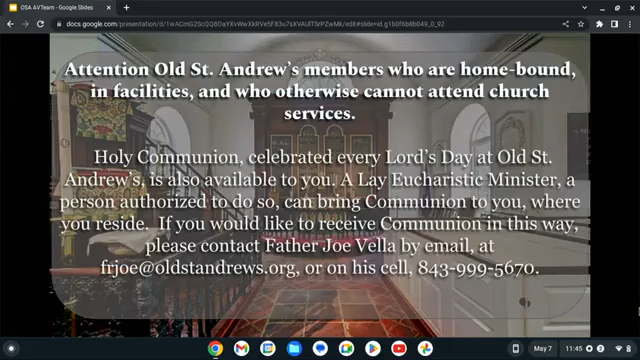 OSA AVTeam - Google Slides
docs.google.com/presentation/d/1wACmG2ScQQ8DaYXvWwXkRVe5F83u7sXVAUlTSrPZwMk/edit#slide=id.g1b0f6b8b049_0_92
Attention Old St. Andrew's members who are home-bound,
in facilities, and who otherwise cannot attend church
services.
Holy Communion, celebrated every Lord's Day at Old St.
Andrew's, is also available to you. A Lay Eucharistic Minister, a
person authorized to do so, can bring Communion to you, where
you reside. If you would like to receive Communion in this way,
please contact Father Joe Vella by email, at
frjoe@oldstandrews.org, or on his cell, 843-999-5670.
May 7
11:45